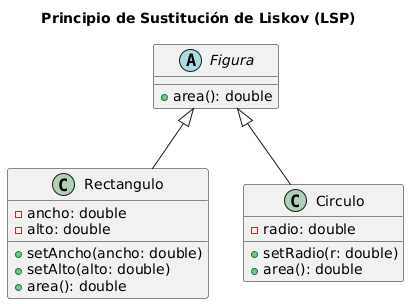 Principio de Sustitución de Liskov (LSP)
A Figura
area(): double
C Rectangulo
ancho: double
alto: double
setAncho(ancho: double)
setAlto(alto: double)
area(): double
C Circulo
radio: double
setRadio(r: double)
area(): double